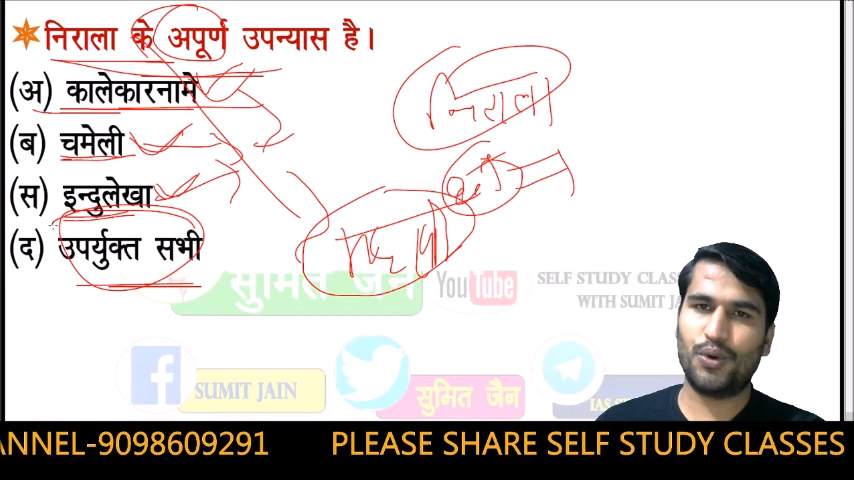 निराला के अपूर्ण उपन्यास है।
(अ) कालेकारनामे
(ब) चमेली
(स) इन्दुलेखा
(द) उपर्युक्त सभी
निराला
सुमित जैन
YouTube
SELF STUDY CLASS
WITH SUMIT JA
SUMIT JAIN
सुमित जैन
IAS
ANNEL-9098609291 PLEASE SHARE SELF STUDY CLASSES